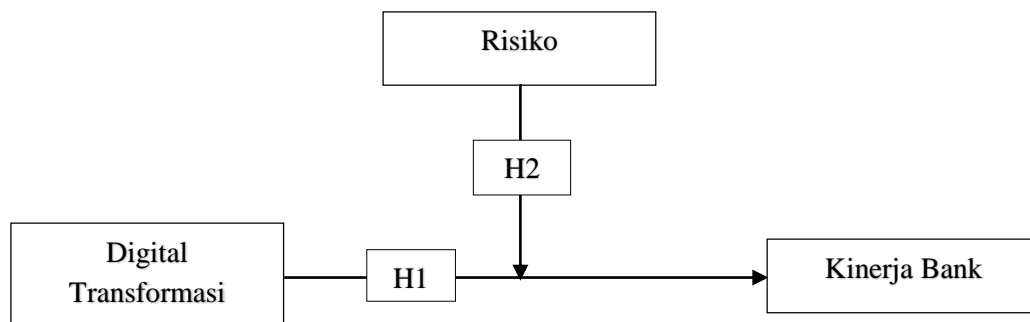 Risiko
H2
Digital
Transformasi
H1
Kinerja Bank